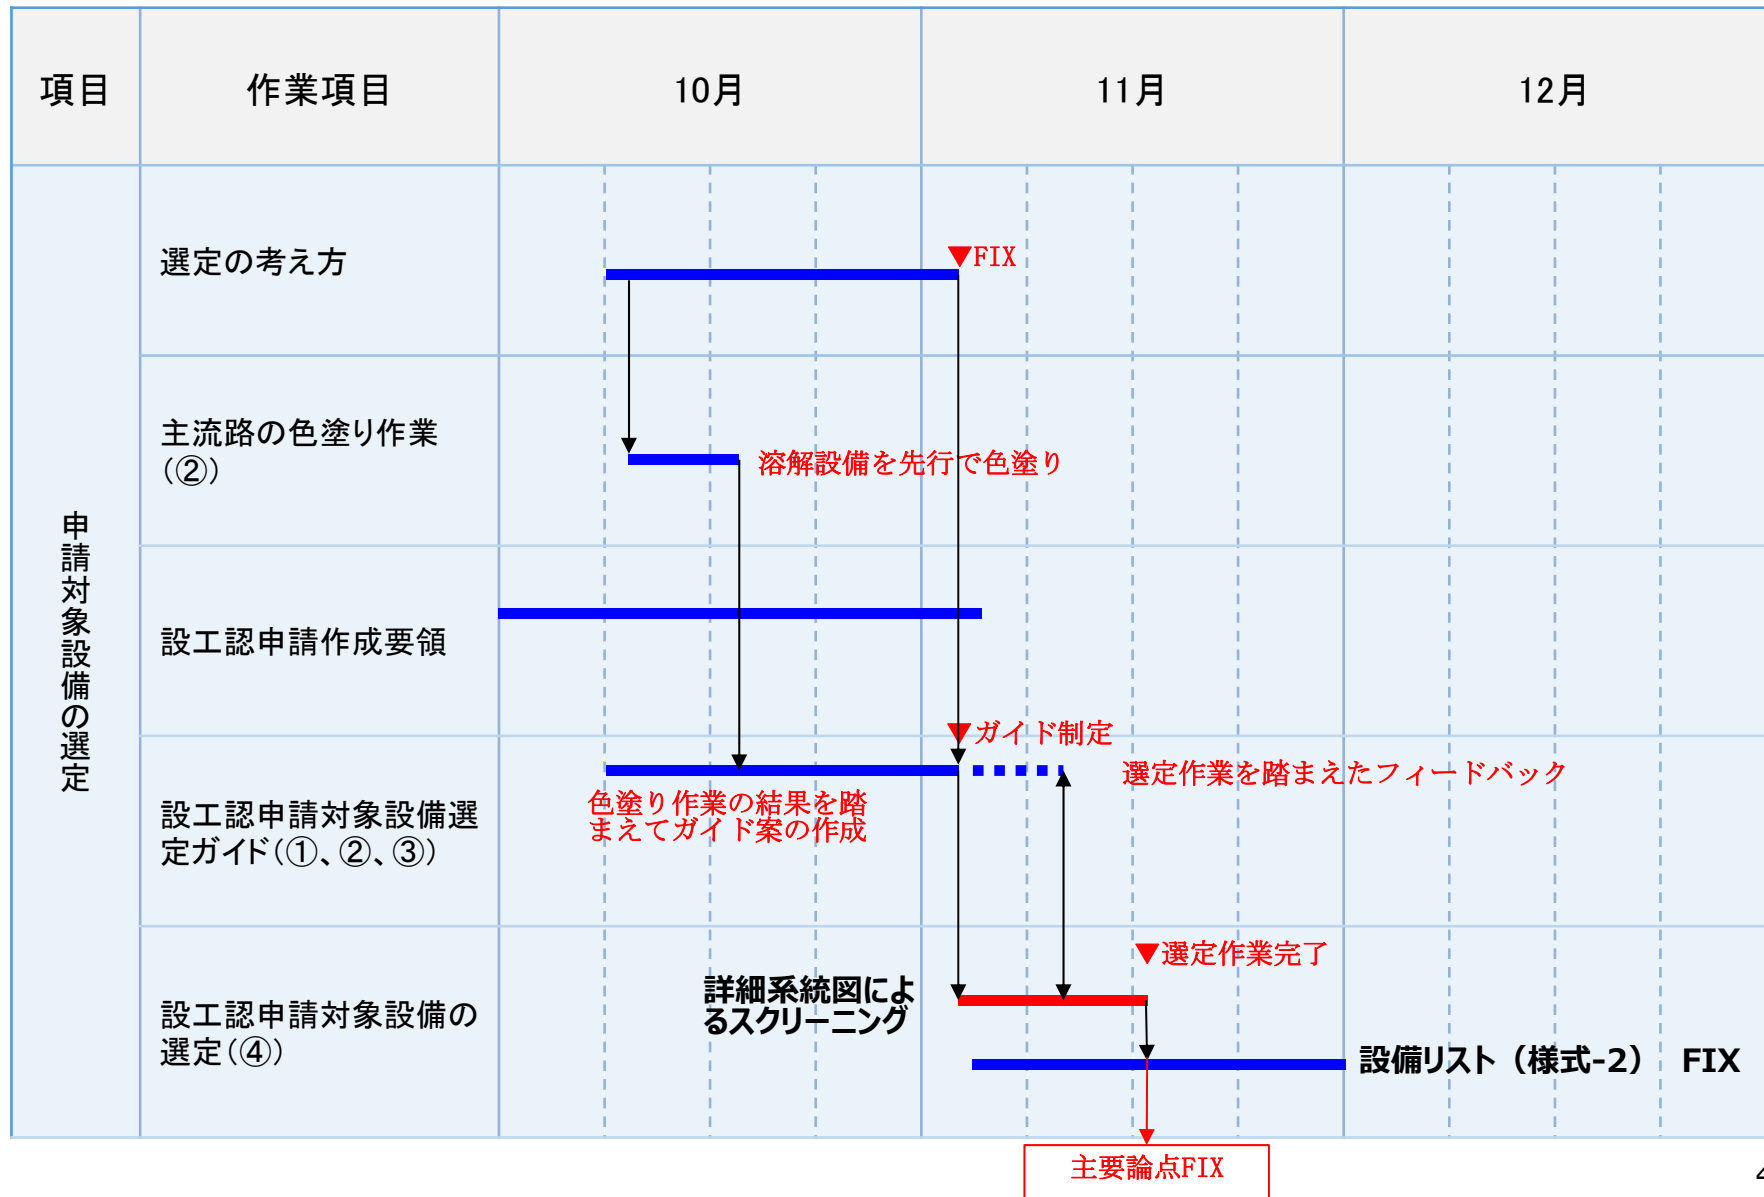 項目
作業項目
10月
11月
12月
申請対象設備の選定
選定の考え方
▼FIX
主流路の色塗り作業
(②)
溶解設備を先行で色塗り
設工認申請作成要領
▼ガイド制定
設工認申請対象設備選
定ガイド(①、②、③)
選定作業を踏まえたフィードバック
色塗り作業の結果を踏
まえてガイド案の作成
▼選定作業完了
詳細系統図によ
るスクリーニング
設工認申請対象設備の
選定(④)
設備リスト（様式-2） FIX
主要論点FIX